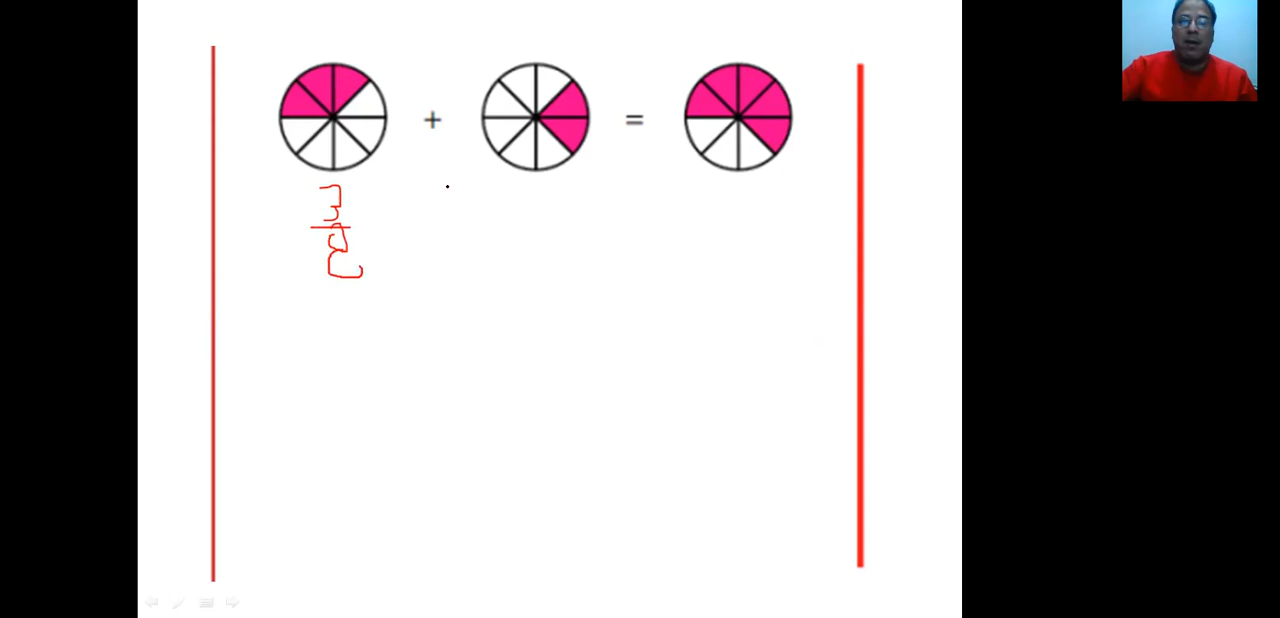 + =
3
8